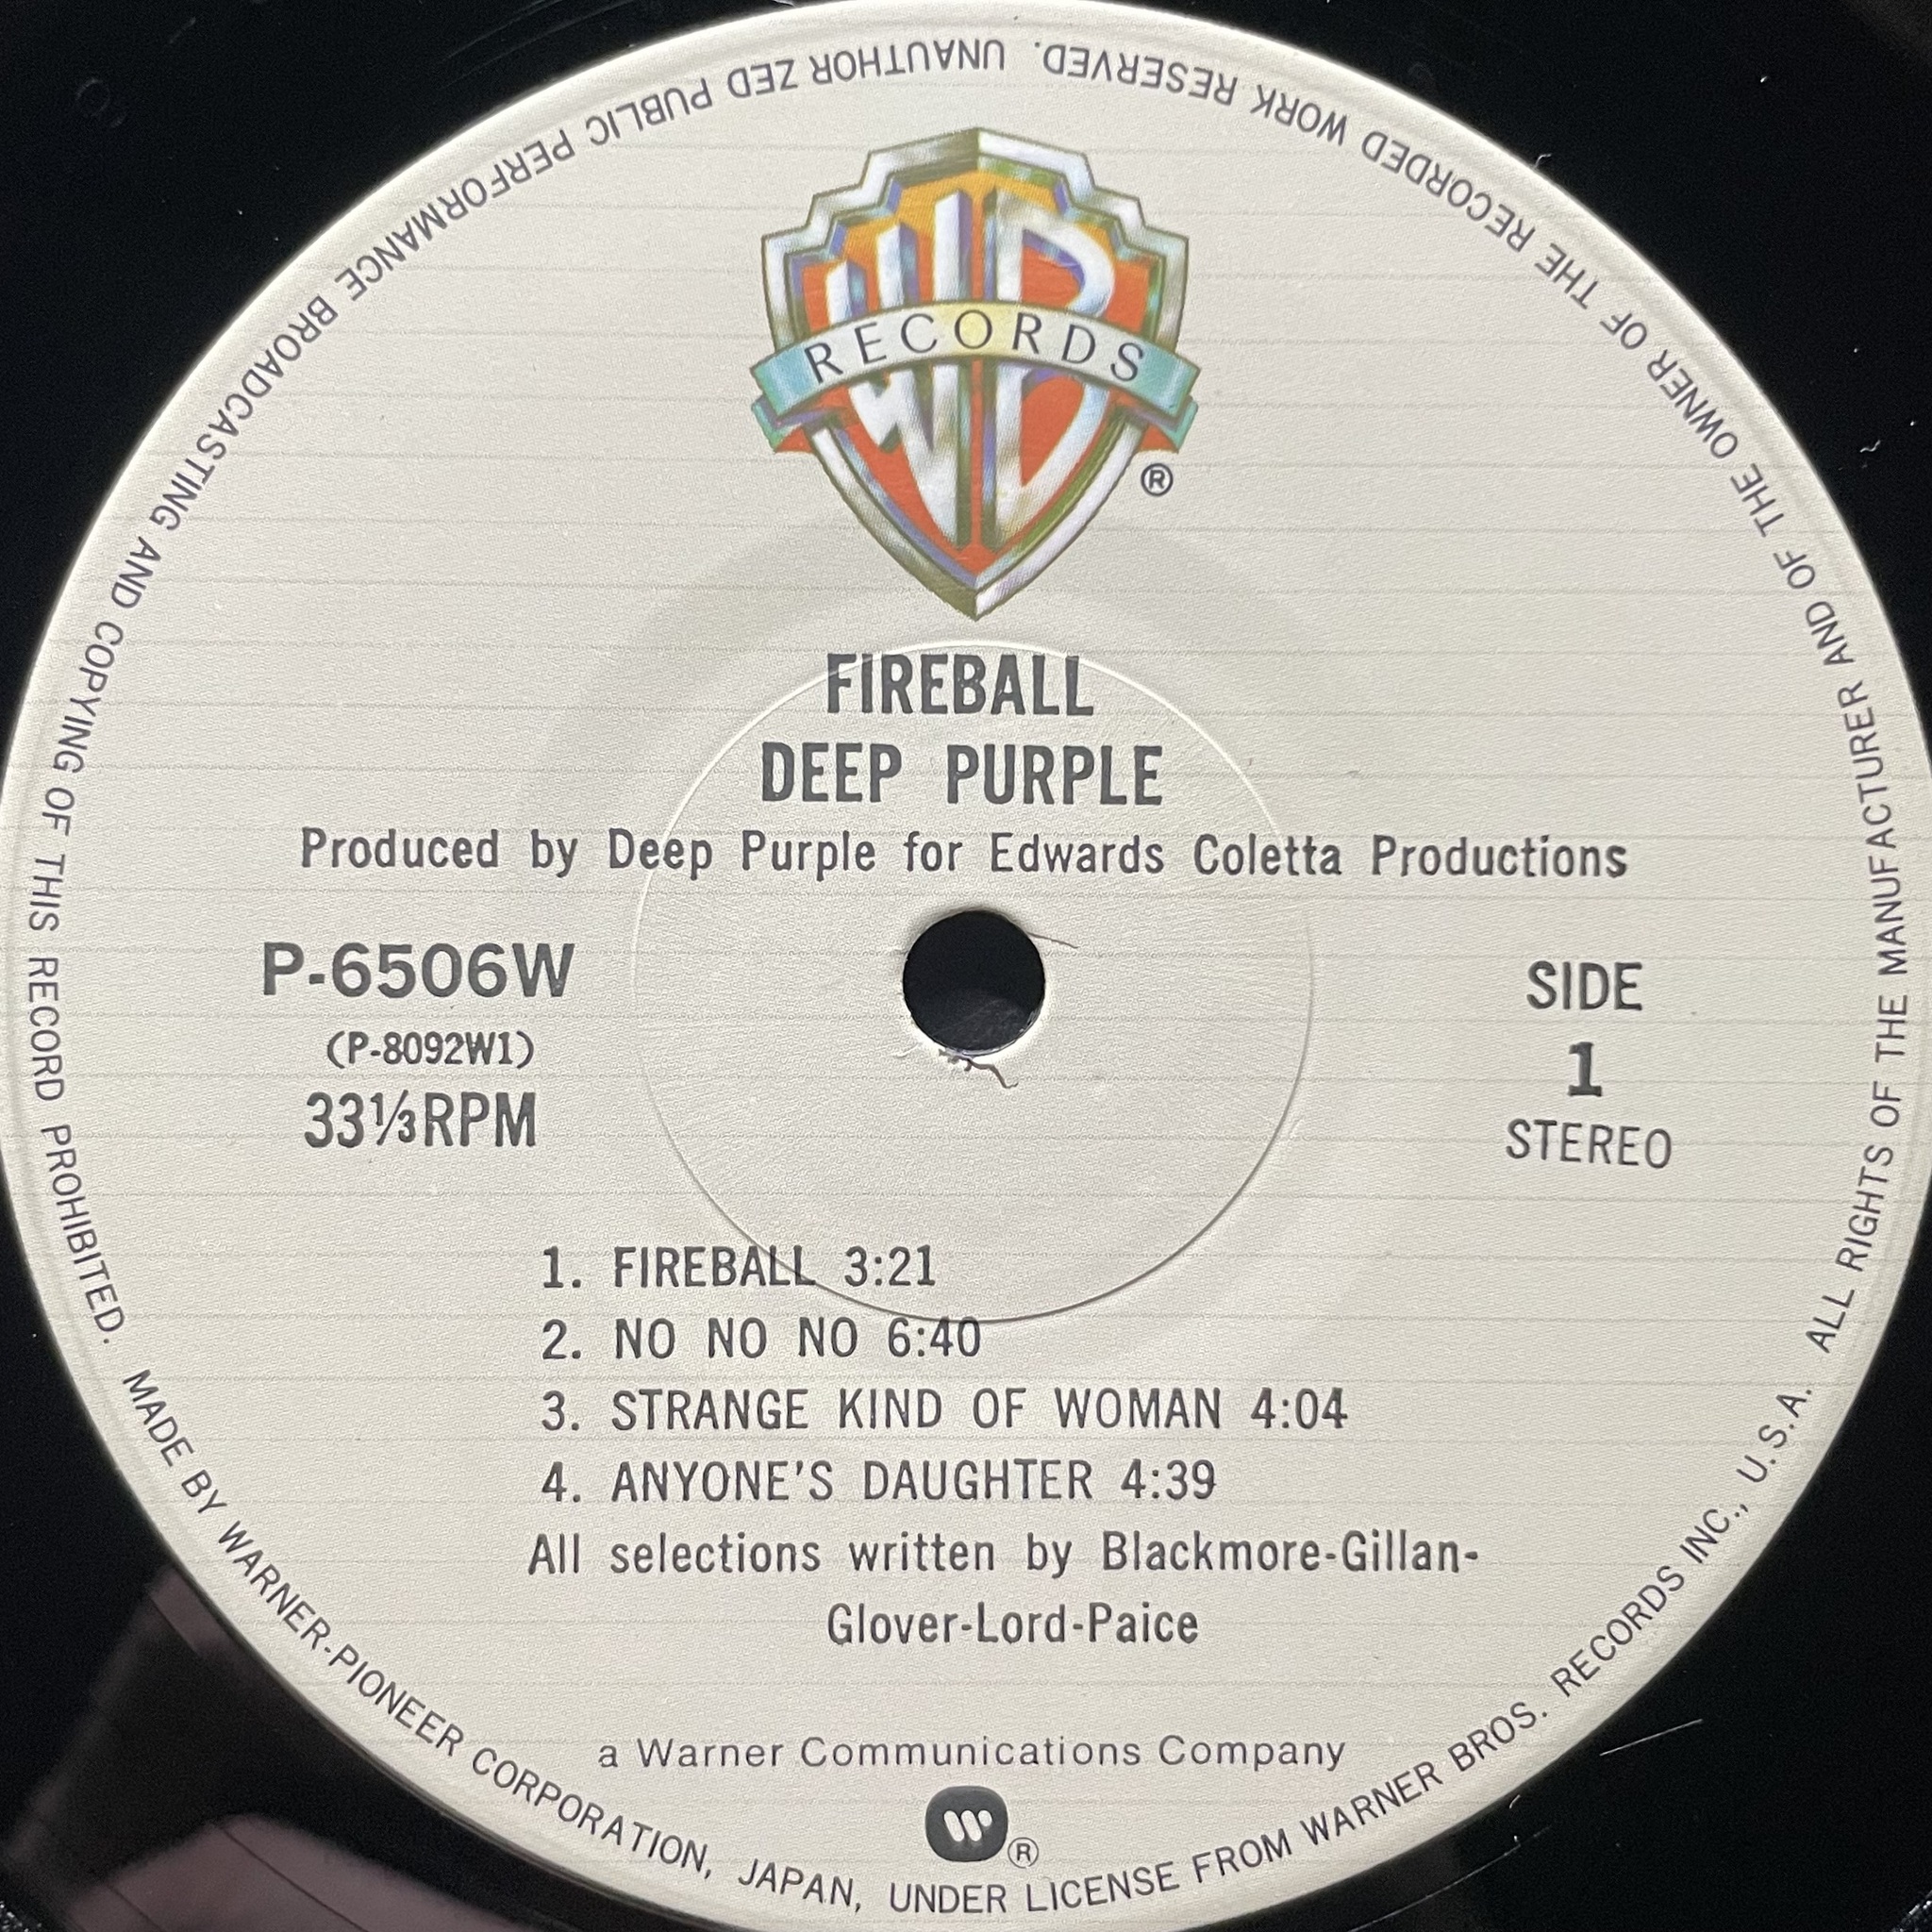 WB
RECORDS
®
FIREBALL
DEEP PURPLE
Produced by Deep Purple for Edwards Coletta Productions
P-6506W
(P-8092W1)
33⅓RPM
SIDE
1
STEREO
1. FIREBALL 3:21
2. NO NO NO 6:40
3. STRANGE KIND OF WOMAN 4:04
4. ANYONE'S DAUGHTER 4:39
All selections written by Blackmore-Gillan-
Glover-Lord-Paice
a Warner Communications Company
W ®
MADE BY WARNER-PIONEER CORPORATION, JAPAN, UNDER LICENSE FROM WARNER BROS. RECORDS INC., U.S.A. ALL RIGHTS OF THE MANUFACTURER AND OF THE OWNER OF THE RECORDED WORK RESERVED. UNAUTHOR ZED PUBLIC PERFORMANCE BROADCASTING AND COPYING OF THIS RECORD PROHIBITED.